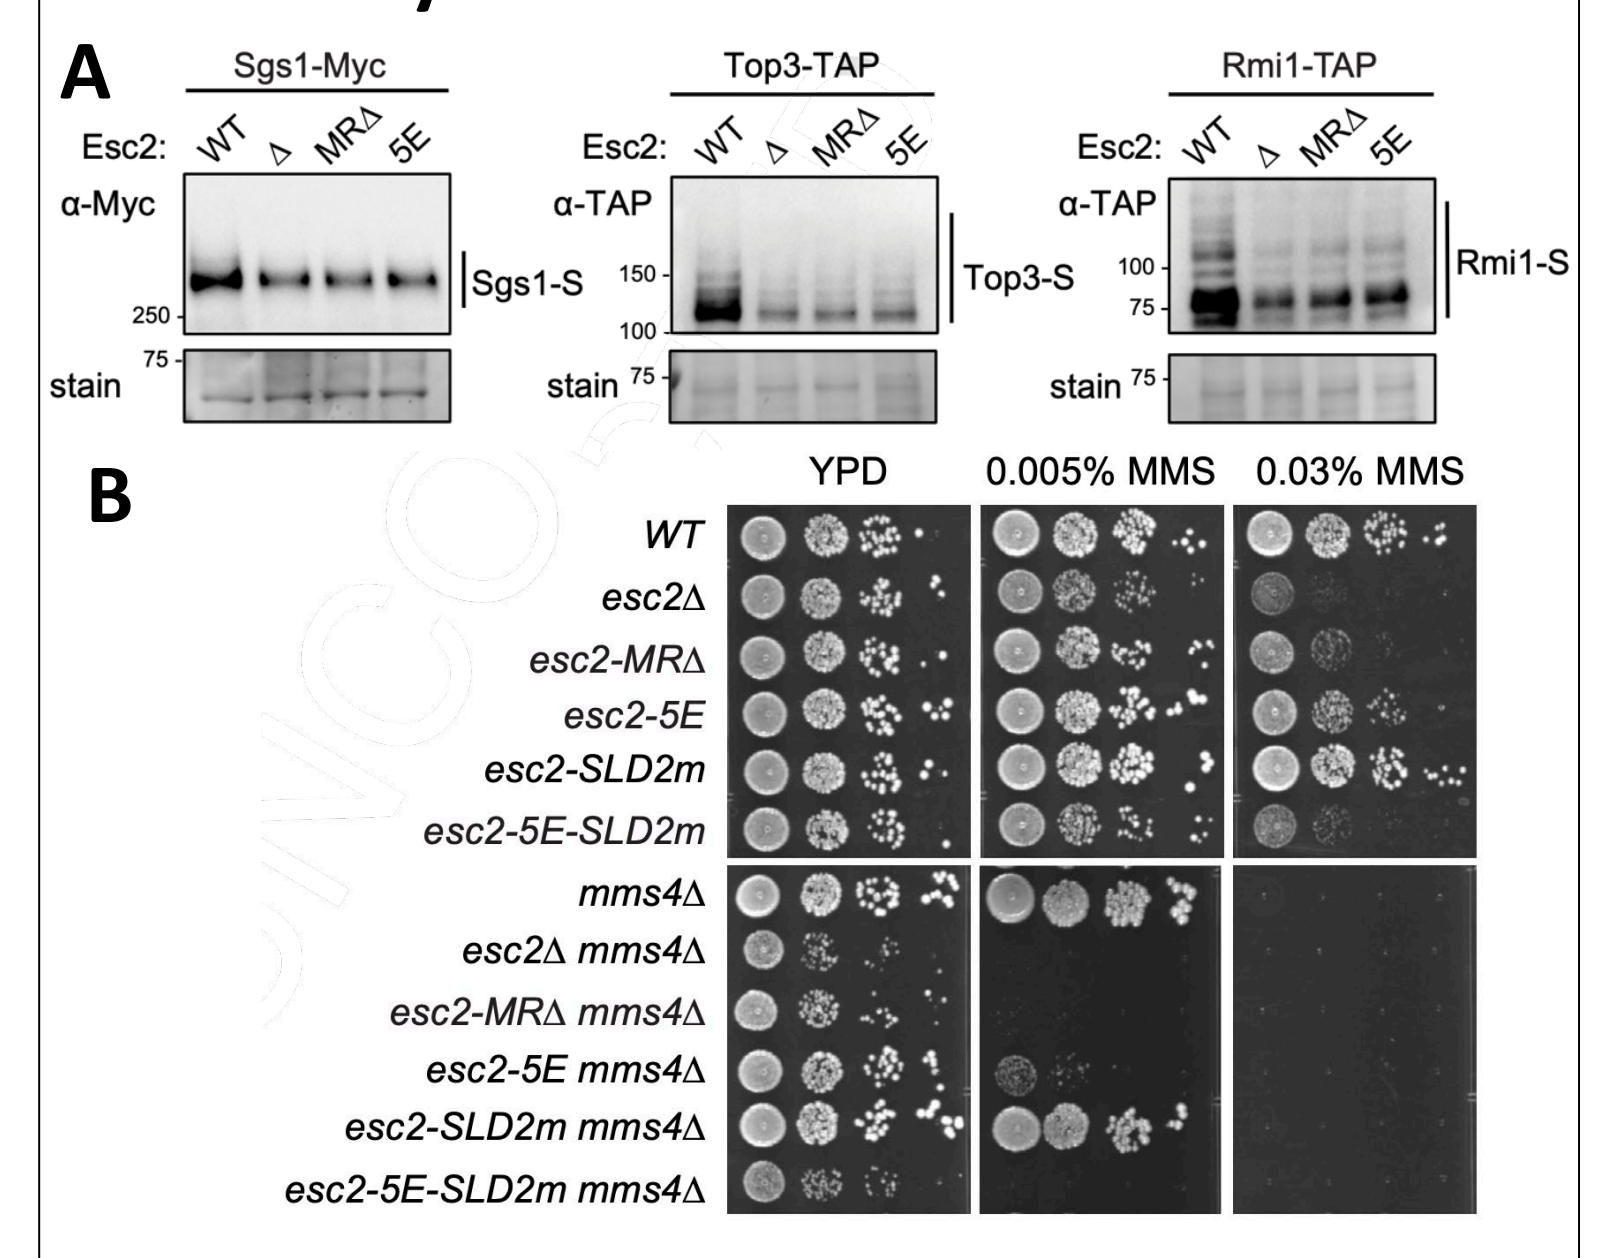 A
Sgs1-Myc
Esc2: WT Δ MRΔ 5E
α-Myc
250
75
stain
Sgs1-S
Top3-TAP
Esc2: WT Δ MRΔ 5E
α-TAP
150
100
75
stain
Top3-S
Rmi1-TAP
Esc2: WT Δ MRΔ 5E
α-TAP
100
75
stain 75
Rmi1-S
B
YPD 0.005% MMS 0.03% MMS
WT
esc2Δ
esc2-MRΔ
esc2-5E
esc2-SLD2m
esc2-5E-SLD2m
mms4Δ
esc2Δ mms4Δ
esc2-MRΔ mms4Δ
esc2-5E mms4Δ
esc2-SLD2m mms4Δ
esc2-5E-SLD2m mms4Δ